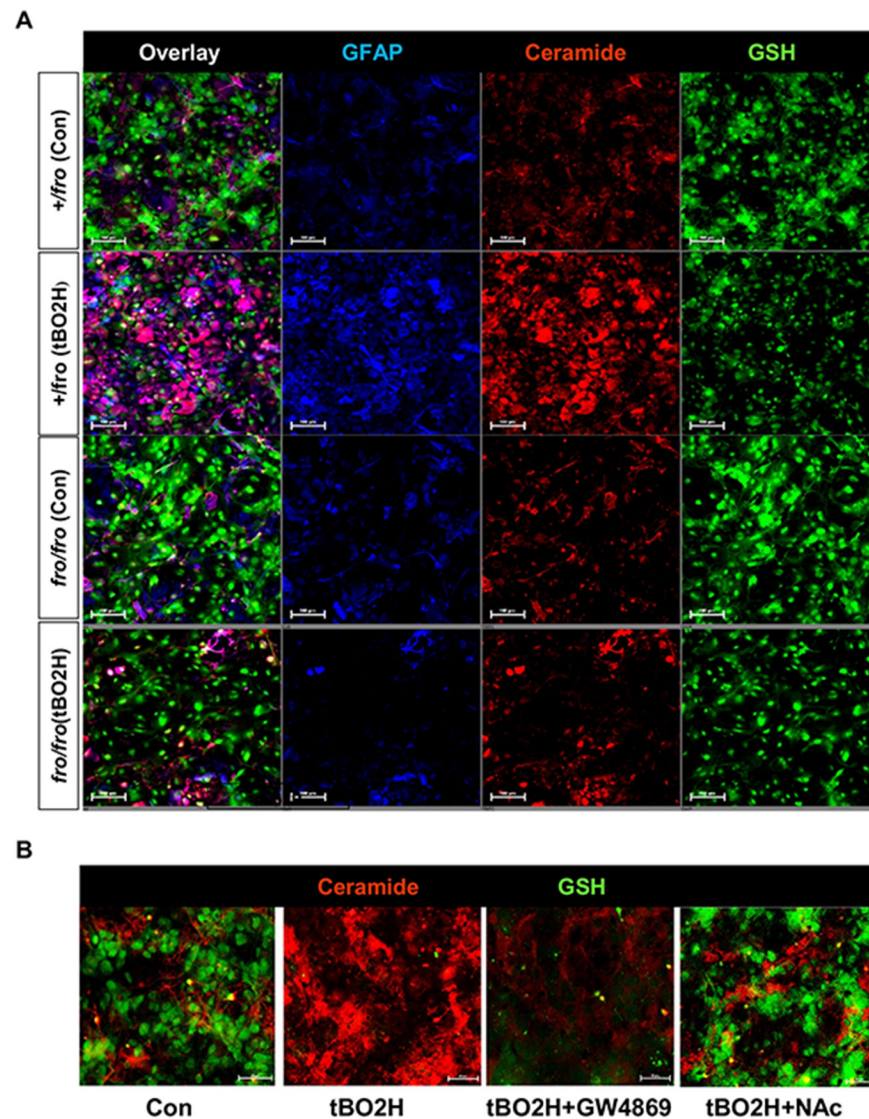 A
Overlay GFAP Ceramide GSH
+/fro (Con)
+/fro (tBO2H)
fro/fro (Con)
fro/fro(tBO2H)
B
Ceramide GSH
Con tBO2H tBO2H+GW4869 tBO2H+NAc